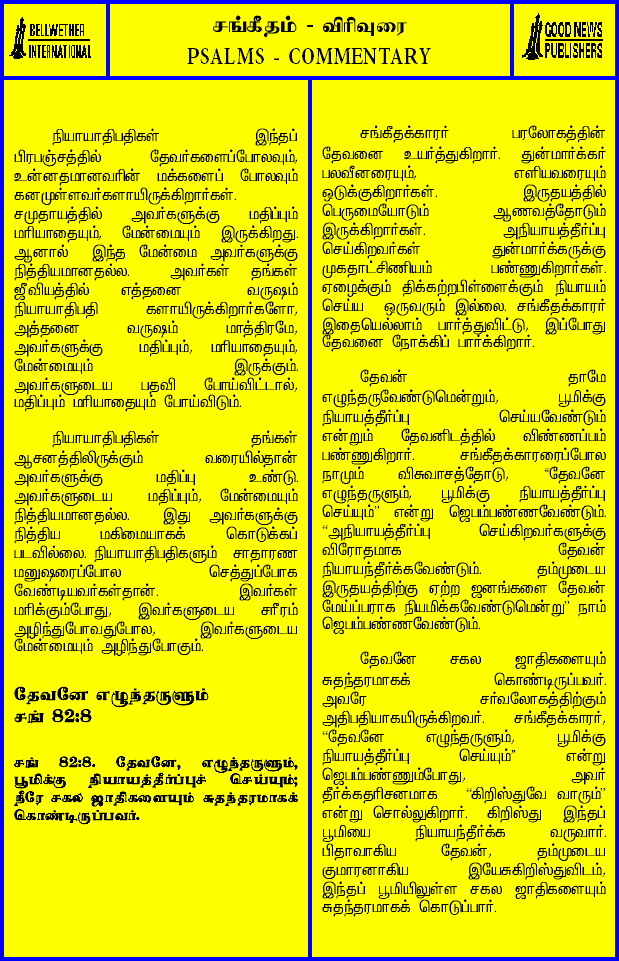 BELLWETHER
INTERNATIONAL
சங்கீதம் - விரிவுரை
PSALMS - COMMENTARY
GOOD NEWS
PUBLISHERS
நியாயாதிபதிகள் இந்தப்
பிரபஞ்சத்தில் தேவர்களைப்போலவும்,
உன்னதமானவரின் மக்களைப் போலவும்
கனமுள்ளவர்களாயிருக்கிறார்கள்.
சமுதாயத்தில் அவர்களுக்கு மதிப்பும்
மரியாதையும், மேன்மையும் இருக்கிறது.
ஆனால் இந்த மேன்மை அவர்களுக்கு
நித்தியமானதல்ல. அவர்கள் தங்கள்
ஜீவியத்தில் எத்தனை வருஷம்
நியாயாதிபதி களாயிருக்கிறார்களோ,
அத்தனை வருஷம் மாத்திரமே,
அவர்களுக்கு மதிப்பும், மரியாதையும்,
மேன்மையும் இருக்கும்.
அவர்களுடைய பதவி போய்விட்டால்,
மதிப்பும் மரியாதையும் போய்விடும்.
நியாயாதிபதிகள் தங்கள்
ஆசனத்திலிருக்கும் வரையில்தான்
அவர்களுக்கு மதிப்பு உண்டு.
அவர்களுடைய மதிப்பும், மேன்மையும்
நித்தியமானதல்ல. இது அவர்களுக்கு
நித்திய மகிமையாகக் கொடுக்கப்
படவில்லை. நியாயாதிபதிகளும் சாதாரண
மனுஷரைப்போல செத்துப்போக
வேண்டியவர்கள்தான். இவர்கள்
மரிக்கும்போது, இவர்களுடைய சரீரம்
அழிந்துபோவதுபோல, இவர்களுடைய
மேன்மையும் அழிந்துபோகும்.
தேவனே எழுந்தருளும்
சங் 82:8
சங் 82:8. தேவனே, எழுந்தருளும்,
பூமிக்கு நியாயத்தீர்ப்புச் செய்யும்;
நீரே சகல ஜாதிகளையும் சுதந்தரமாகக்
கொண்டிருப்பவர்.
சங்கீதக்காரர் பரலோகத்தின்
தேவனை உயர்த்துகிறார். துன்மார்க்கர்
பலவீனரையும், எளியவரையும்
ஒடுக்குகிறார்கள். இருதயத்தில்
பெருமையோடும் ஆணவத்தோடும்
இருக்கிறார்கள். அநியாயத்தீர்ப்பு
செய்கிறவர்கள் துன்மார்க்கருக்கு
முகதாட்சிணியம் பண்ணுகிறார்கள்.
ஏழைக்கும் திக்கற்றபிள்ளைக்கும் நியாயம்
செய்ய ஒருவரும் இல்லை. சங்கீதக்காரர்
இதையெல்லாம் பார்த்துவிட்டு, இப்போது
தேவனை நோக்கிப் பார்க்கிறார்.
தேவன் தாமே
எழுந்தருவேண்டுமென்றும், பூமிக்கு
நியாயத்தீர்ப்பு செய்யவேண்டும்
என்றும் தேவனிடத்தில் விண்ணப்பம்
பண்ணுகிறார். சங்கீதக்காரரைப்போல
நாமும் விசுவாசத்தோடு, “தேவனே
எழுந்தருளும், பூமிக்கு நியாயத்தீர்ப்பு
செய்யும்” என்று ஜெபம்பண்ணவேண்டும்.
“அநியாயத்தீர்ப்பு செய்கிறவர்களுக்கு
விரோதமாக தேவன்
நியாயந்தீர்க்கவேண்டும். தம்முடைய
இருதயத்திற்கு ஏற்ற ஜனங்களை தேவன்
மேய்ப்பராக நியமிக்கவேண்டுமென்று” நாம்
ஜெபம்பண்ணவேண்டும்.
தேவனே சகல ஜாதிகளையும்
சுதந்தரமாகக் கொண்டிருப்பவர்.
அவரே சர்வலோகத்திற்கும்
அதிபதியாகயிருக்கிறவர். சங்கீதக்காரர்,
“தேவனே எழுந்தருளும், பூமிக்கு
நியாயத்தீர்ப்பு செய்யும்” என்று
ஜெபம்பண்ணும்போது, அவர்
தீர்க்கதரிசனமாக “கிறிஸ்துவே வாரும்”
என்று சொல்லுகிறார். கிறிஸ்து இந்தப்
பூமியை நியாயந்தீர்க்க வருவார்.
பிதாவாகிய தேவன், தம்முடைய
குமாரனாகிய இயேசுகிறிஸ்துவிடம்,
இந்தப் பூமியிலுள்ள சகல ஜாதிகளையும்
சுதந்தரமாகக் கொடுப்பார்.